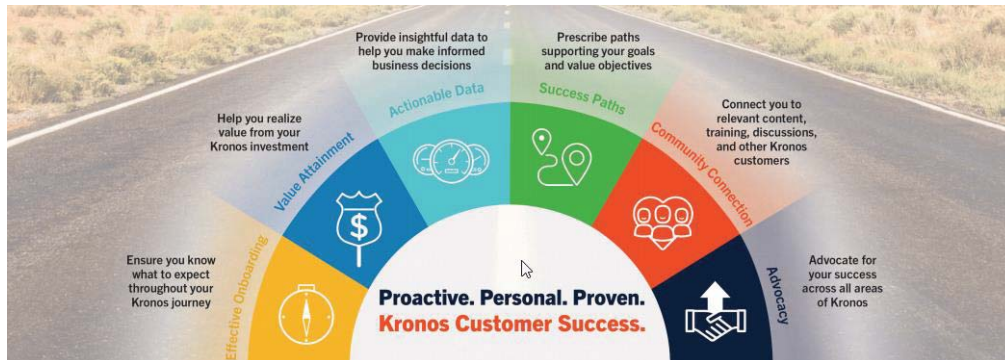 Provide insightful data to
help you make informed
business decisions
Actionable Data
Prescribe paths
supporting your goals
and value objectives
Success Paths
Help you realize
value from your
Kronos investment
Value Attainment
$
Connect you to
relevant content,
training, discussions,
and other Kronos
customers
Community Connection
Ensure you know
what to expect
throughout your
Kronos journey
Effective Onboarding
Advocate for
your success
across all areas
of Kronos
Advocacy
Proactive. Personal. Proven.
Kronos Customer Success.